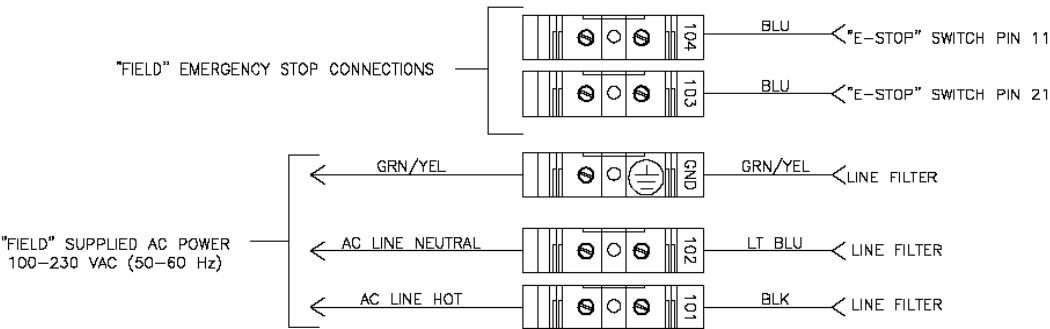 104 BLU "E-STOP" SWITCH PIN 11
"FIELD" EMERGENCY STOP CONNECTIONS
103 BLU "E-STOP" SWITCH PIN 21
GRN/YEL GND GRN/YEL LINE FILTER
"FIELD" SUPPLIED AC POWER
100-230 VAC (50-60 Hz)
AC LINE NEUTRAL 102 LT BLU LINE FILTER
AC LINE HOT 101 BLK LINE FILTER